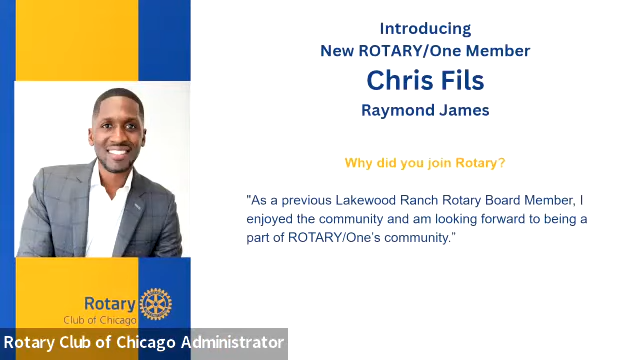 Introducing
New ROTARY/One Member
Chris Fils
Raymond James
Why did you join Rotary?
"As a previous Lakewood Ranch Rotary Board Member, I
enjoyed the community and am looking forward to being a
part of ROTARY/One's community."
Rotary
Club of Chicago
Rotary Club of Chicago Administrator